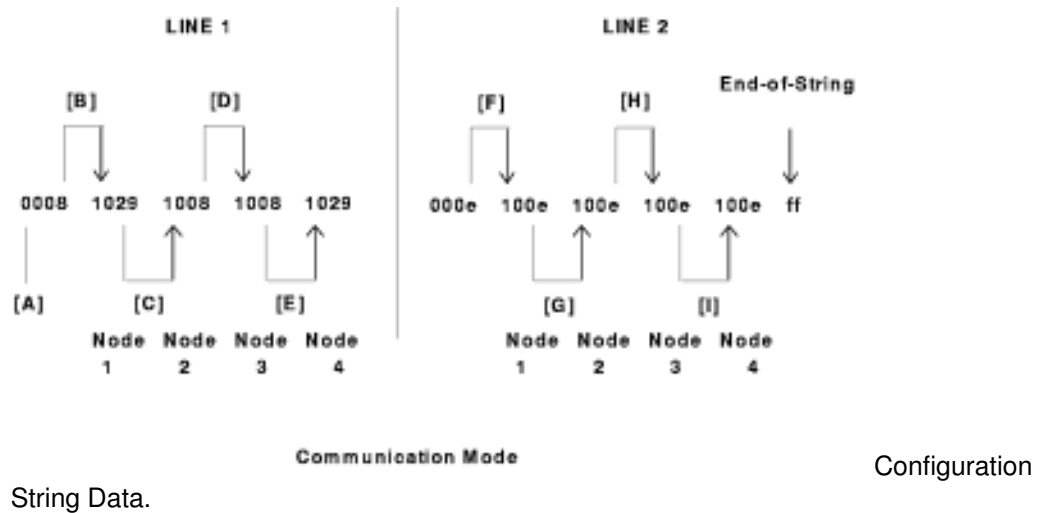 LINE 1 LINE 2
End-of-String
[B] [D] [F] [H]
0008 1029 1008 1008 1029 000e 100e 100e 100e 100e ff
[A] [C] [E] [G] [I]
Node Node Node Node Node Node Node Node
1 2 3 4 1 2 3 4
Communication Mode
Configuration
String Data.